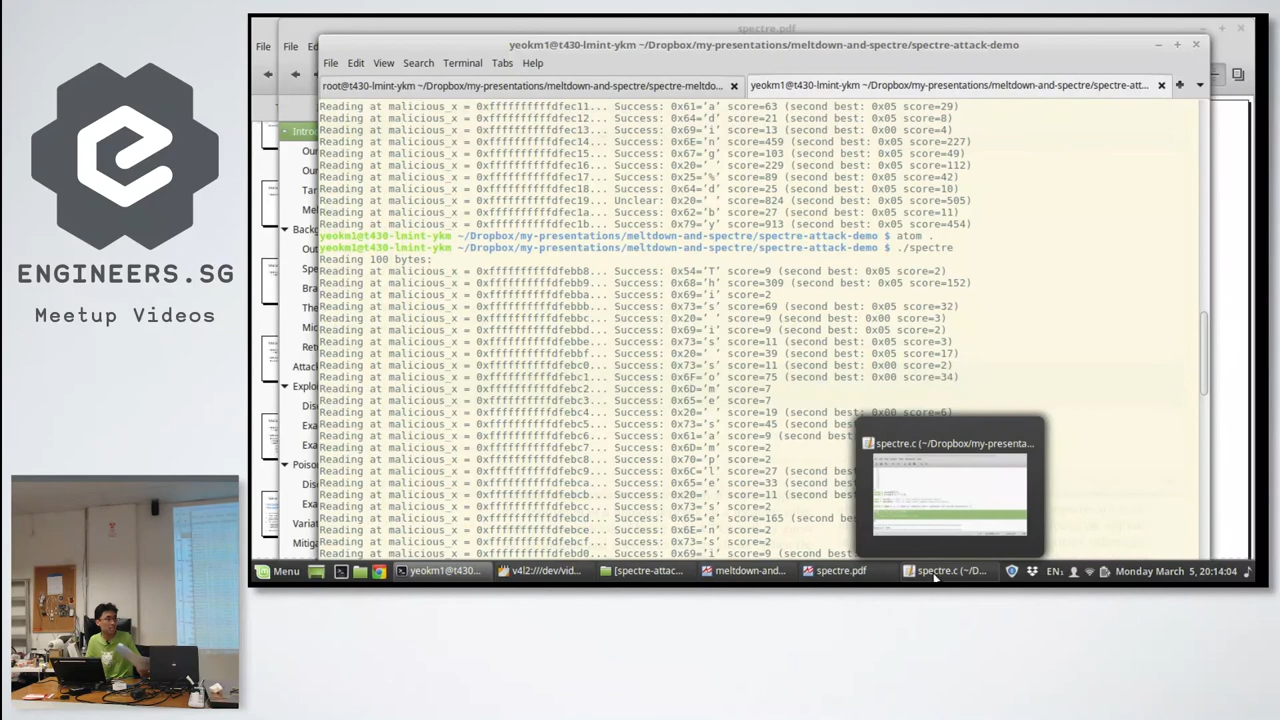 ENGINEERS.SG
Meetup Videos
spectre.pdf
File
File
yeokm1@t430-lmint-ykm ~/Dropbox/my-presentations/meltdown-and-spectre/spectre-attack-demo
File Edit View Search Terminal Tabs Help
root@t430-lmint-ykm ~/Dropbox/my-presentations/meltdown-and-spectre/spectre-meltdo...
yeokm1@t430-lmint-ykm ~/Dropbox/my-presentations/meltdown-and-spectre/spectre-att...
Reading at malicious_x = 0xffffffffffdfec11... Success: 0x61='a' score=63 (second best: 0x05 score=29)
Reading at malicious_x = 0xffffffffffdfec12... Success: 0x64='d' score=21 (second best: 0x05 score=8)
Reading at malicious_x = 0xffffffffffdfec13... Success: 0x69='i' score=13 (second best: 0x00 score=4)
Reading at malicious_x = 0xffffffffffdfec14... Success: 0x6E='n' score=459 (second best: 0x05 score=227)
Reading at malicious_x = 0xffffffffffdfec15... Success: 0x67='g' score=103 (second best: 0x05 score=49)
Reading at malicious_x = 0xffffffffffdfec16... Success: 0x20=' ' score=229 (second best: 0x05 score=112)
Reading at malicious_x = 0xffffffffffdfec17... Success: 0x25='%' score=89 (second best: 0x05 score=42)
Reading at malicious_x = 0xffffffffffdfec18... Success: 0x64='d' score=25 (second best: 0x05 score=10)
Reading at malicious_x = 0xffffffffffdfec19... Unclear: 0x20=' ' score=824 (second best: 0x05 score=505)
Reading at malicious_x = 0xffffffffffdfec1a... Success: 0x62='b' score=27 (second best: 0x05 score=11)
Reading at malicious_x = 0xffffffffffdfec1b... Success: 0x79='y' score=913 (second best: 0x05 score=454)
yeokm1@t430-lmint-ykm ~/Dropbox/my-presentations/meltdown-and-spectre/spectre-attack-demo $ atom .
yeokm1@t430-lmint-ykm ~/Dropbox/my-presentations/meltdown-and-spectre/spectre-attack-demo $ ./spectre
Reading 100 bytes:
Reading at malicious_x = 0xffffffffffdfebb8... Success: 0x54='T' score=9 (second best: 0x05 score=2)
Reading at malicious_x = 0xffffffffffdfebb9... Success: 0x68='h' score=309 (second best: 0x05 score=152)
Reading at malicious_x = 0xffffffffffdfebba... Success: 0x69='i' score=2
Reading at malicious_x = 0xffffffffffdfebbb... Success: 0x73='s' score=69 (second best: 0x05 score=32)
Reading at malicious_x = 0xffffffffffdfebbc... Success: 0x20=' ' score=9 (second best: 0x00 score=3)
Reading at malicious_x = 0xffffffffffdfebbd... Success: 0x69='i' score=9 (second best: 0x05 score=2)
Reading at malicious_x = 0xffffffffffdfebbe... Success: 0x73='s' score=11 (second best: 0x05 score=3)
Reading at malicious_x = 0xffffffffffdfebbf... Success: 0x20=' ' score=39 (second best: 0x05 score=17)
Reading at malicious_x = 0xffffffffffdfebc0... Success: 0x73='s' score=11 (second best: 0x00 score=2)
Reading at malicious_x = 0xffffffffffdfebc1... Success: 0x6F='o' score=75 (second best: 0x00 score=34)
Reading at malicious_x = 0xffffffffffdfebc2... Success: 0x6D='m' score=7
Reading at malicious_x = 0xffffffffffdfebc3... Success: 0x65='e' score=7
Reading at malicious_x = 0xffffffffffdfebc4... Success: 0x20=' ' score=19 (second best: 0x00 score=6)
Reading at malicious_x = 0xffffffffffdfebc5... Success: 0x73='s' score=45 (second best:
Reading at malicious_x = 0xffffffffffdfebc6... Success: 0x61='a' score=9 (second best:
Reading at malicious_x = 0xffffffffffdfebc7... Success: 0x6D='m' score=2
Reading at malicious_x = 0xffffffffffdfebc8... Success: 0x70='p' score=2
Reading at malicious_x = 0xffffffffffdfebc9... Success: 0x6C='l' score=27 (second best:
Reading at malicious_x = 0xffffffffffdfebca... Success: 0x65='e' score=33 (second best:
Reading at malicious_x = 0xffffffffffdfebcb... Success: 0x20=' ' score=11 (second best:
Reading at malicious_x = 0xffffffffffdfebcc... Success: 0x73='s' score=2
Reading at malicious_x = 0xffffffffffdfebcd... Success: 0x65='e' score=165 (second best:
Reading at malicious_x = 0xffffffffffdfebce... Success: 0x6E='n' score=2
Reading at malicious_x = 0xffffffffffdfebcf... Success: 0x73='s' score=2
Reading at malicious_x = 0xffffffffffdfebd0... Success: 0x69='i' score=9 (second best:
spectre.c (~/Dropbox/my-presenta...
Menu
yeokm1@t430...
v4l2:///dev/vid...
[spectre-attac...
meltdown-and...
spectre.pdf
spectre.c (~/D...
EN₁
Monday March 5, 20:14:04